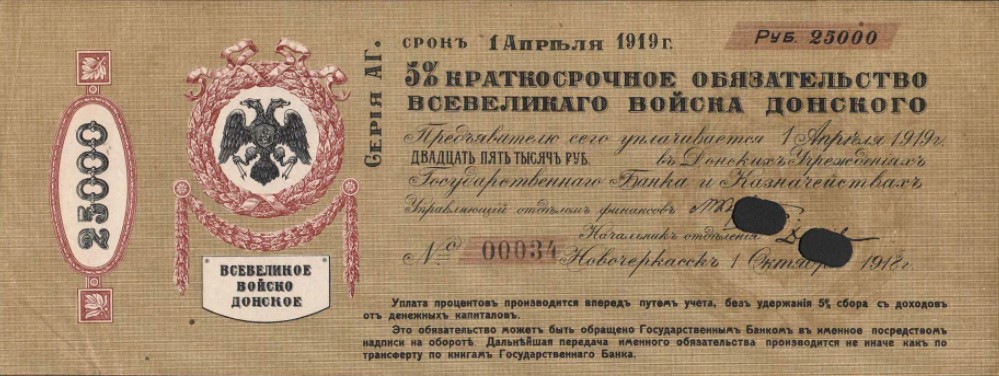 25000
ВСЕВЕЛИКОЕ
ВОЙСКО
ДОНСКОЕ
СЕРІЯ АГ.
СРОКЪ 1 АПРѢЛЯ 1919 г.
РУБ. 25000
5% КРАТКОСРОЧНОЕ ОБЯЗАТЕЛЬСТВО
ВСЕВЕЛИКАГО ВОЙСКА ДОНСКОГО
Предъявителю сего уплачивается 1 Апрѣля 1919 г.
ДВАДЦАТЬ ПЯТЬ ТЫСЯЧЪ РУБ. въ Донскихъ Учрежденіяхъ
Государственнаго Банка и Казначействахъ
Управляющій отдѣломъ финансовъ
Начальникъ отдѣленія
№ 00034 Новочеркасскъ 1 Октября 1918 г.
Уплата процентовъ производится впередъ путемъ учета, безъ удержанія 5% сбора съ доходовъ
отъ денежныхъ капиталовъ.
Это обязательство можетъ быть обращено Государственнымъ Банкомъ въ именное посредствомъ
надписи на оборотѣ. Дальнѣйшая передача именного обязательства производится не иначе какъ по
трансферту по книгамъ Государственнаго Банка.